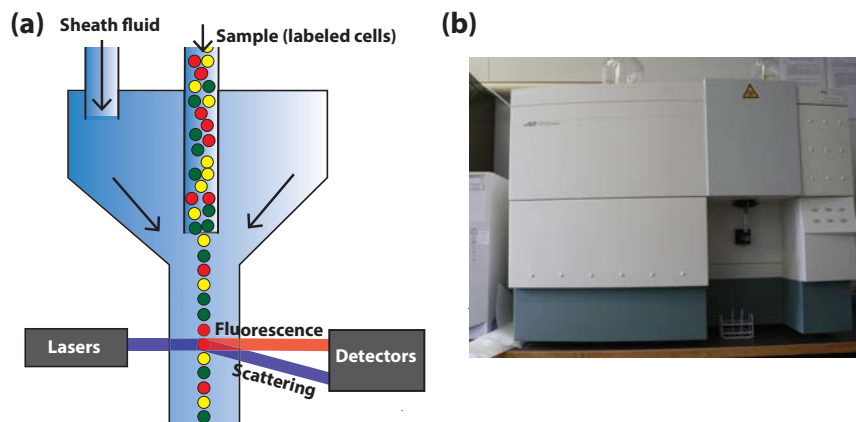 (a)
Sheath fluid
Sample (labeled cells)
Fluorescence
Lasers
Detectors
Scattering
(b)